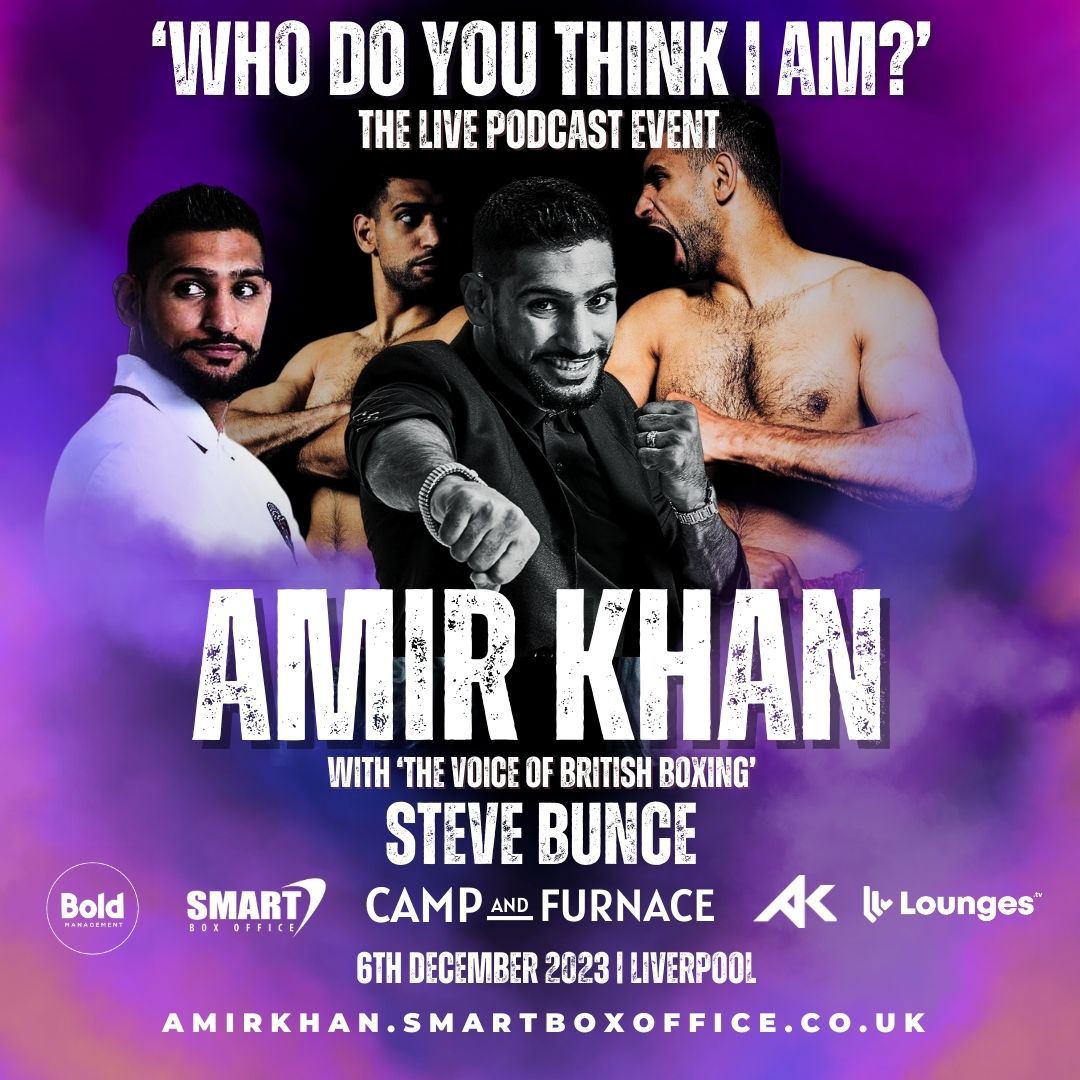 ‘WHO DO YOU THINK I AM?’
THE LIVE PODCAST EVENT
AMIR KHAN
WITH ‘THE VOICE OF BRITISH BOXING’
STEVE BUNCE
Bold
MANAGEMENT
SMART
BOX OFFICE
CAMP AND FURNACE
AK
Lounges.tv
6TH DECEMBER 2023 | LIVERPOOL
AMIRKHAN.SMARTBOXOFFICE.CO.UK